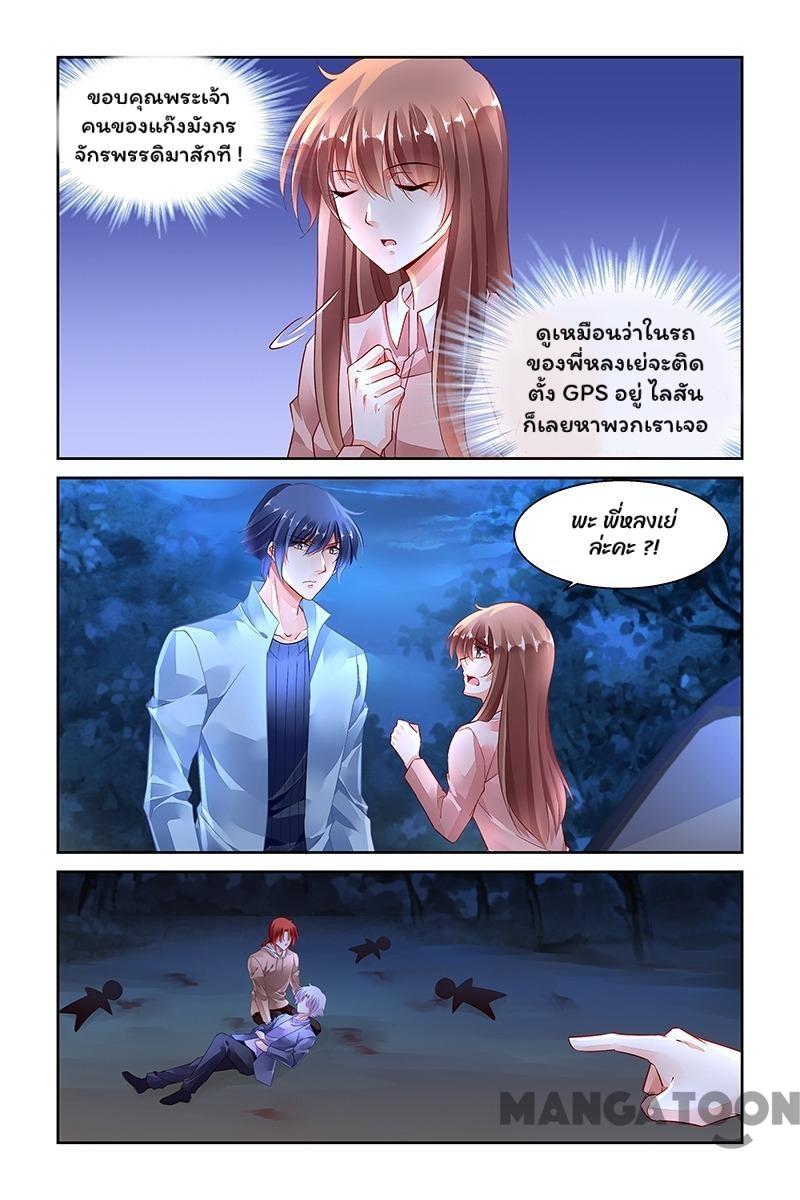 ขอบคุณพระเจ้า
คนของแก๊งมังกร
จักรพรรดิมาสักที !
ดูเหมือนว่าในรถ
ของพี่หลงเย่จะติด
ตั้ง GPS อยู่ ไลสัน
ก็เลยหาพวกเราเจอ
พะ พี่หลงเย่
ล่ะคะ ?!
MANGATOON